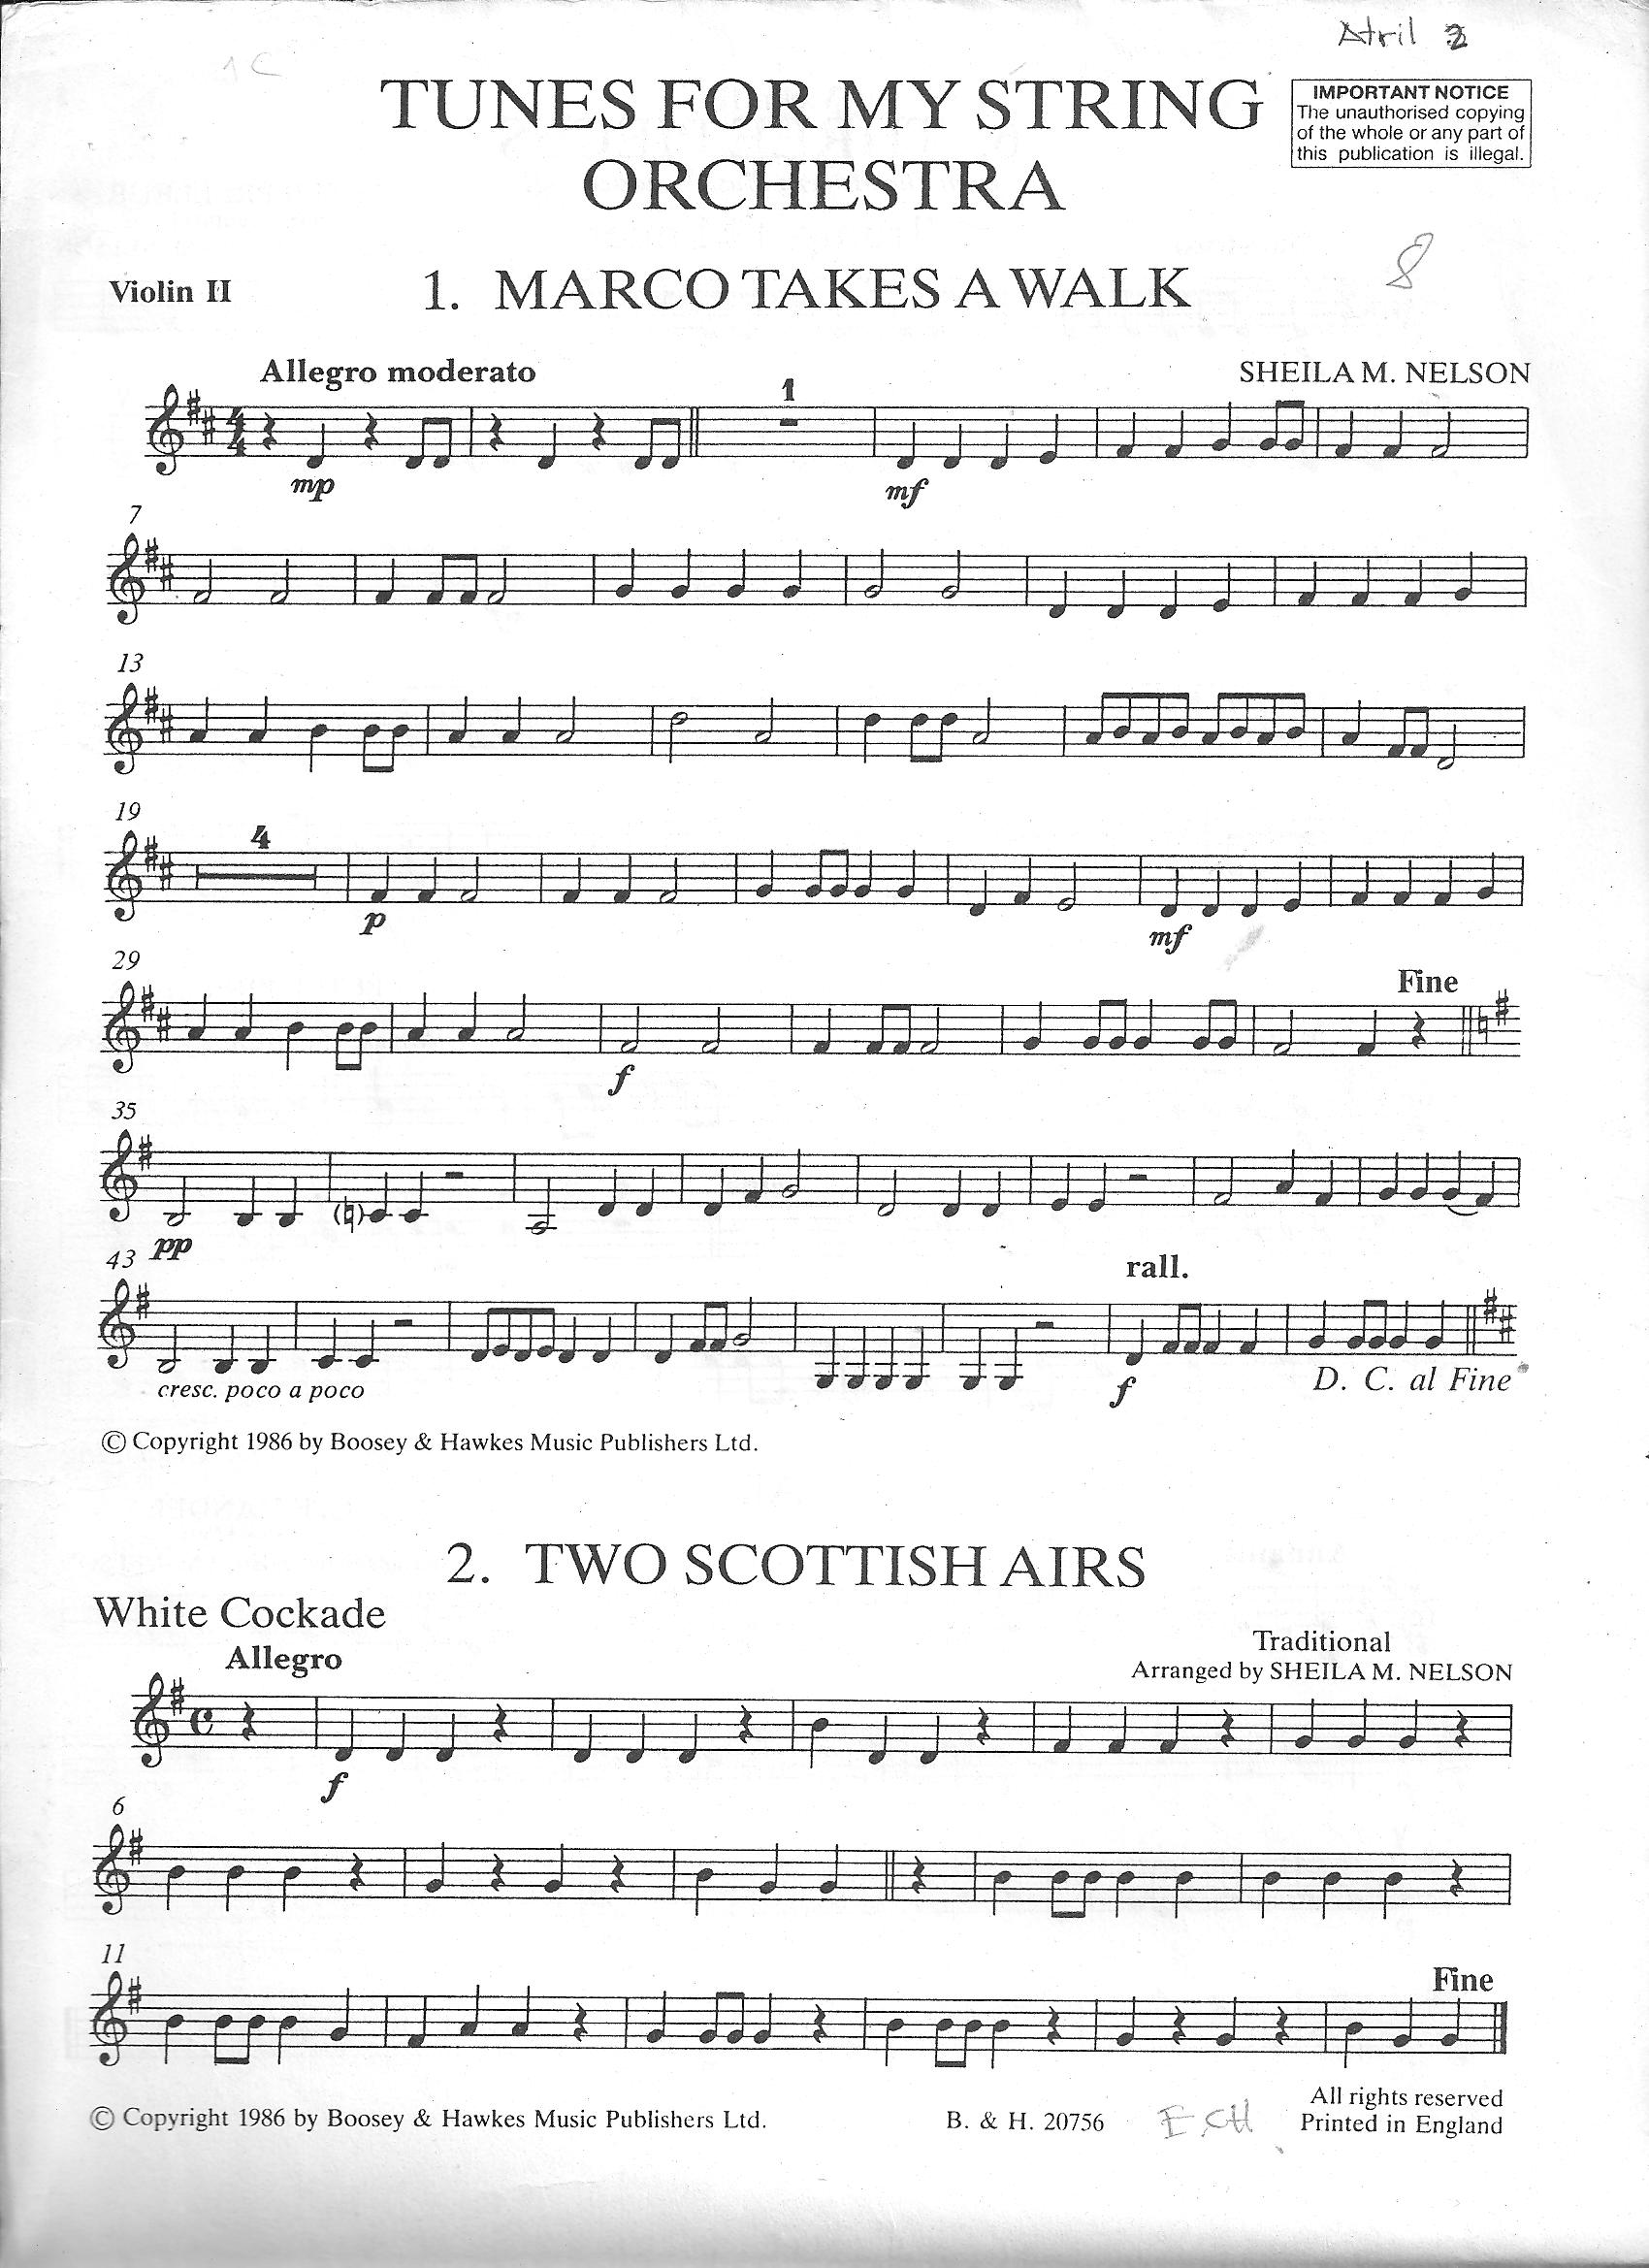 Atril 2
1C
TUNES FOR MY STRING
ORCHESTRA
IMPORTANT NOTICE
The unauthorised copying
of the whole or any part of
this publication is illegal.
8
Violin II
1. MARCO TAKES A WALK
Allegro moderato
SHEILA M. NELSON
1
mp
mf
7
13
19
4
p
mf
29
Fine
f
35
pp
43
rall.
cresc. poco a poco
f
D. C. al Fine
© Copyright 1986 by Boosey & Hawkes Music Publishers Ltd.
2. TWO SCOTTISH AIRS
White Cockade
Allegro
Traditional
Arranged by SHEILA M. NELSON
f
6
11
Fine
© Copyright 1986 by Boosey & Hawkes Music Publishers Ltd.
B. & H. 20756
All rights reserved
Printed in England